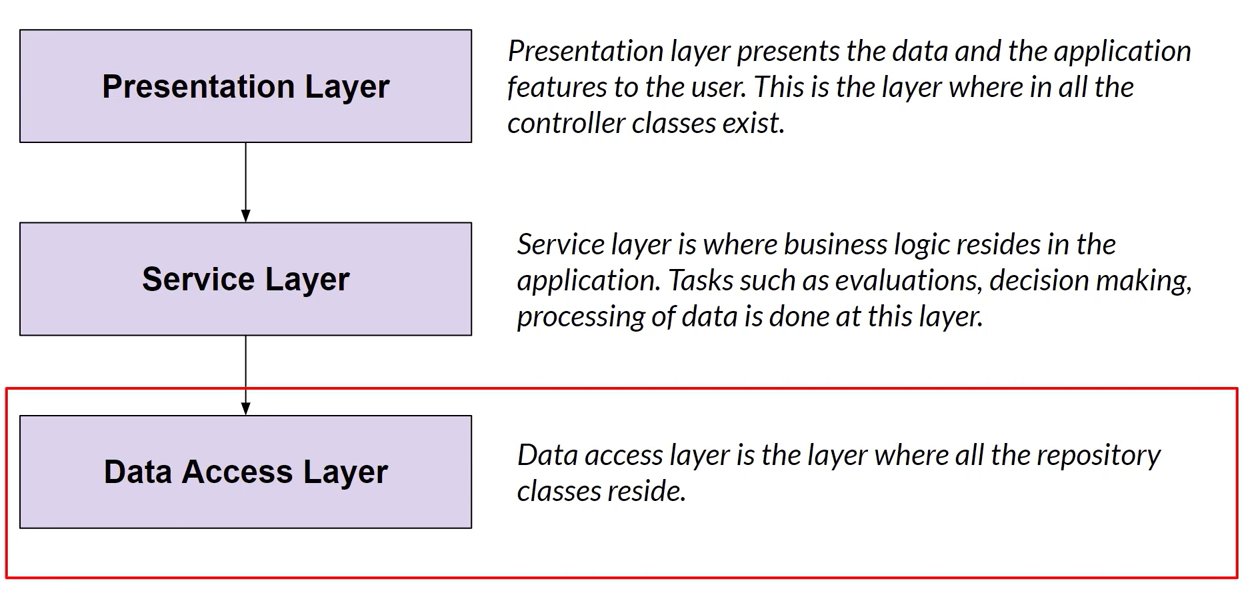 Presentation Layer
Presentation layer presents the data and the application
features to the user. This is the layer where in all the
controller classes exist.
Service Layer
Service layer is where business logic resides in the
application. Tasks such as evaluations, decision making,
processing of data is done at this layer.
Data Access Layer
Data access layer is the layer where all the repository
classes reside.